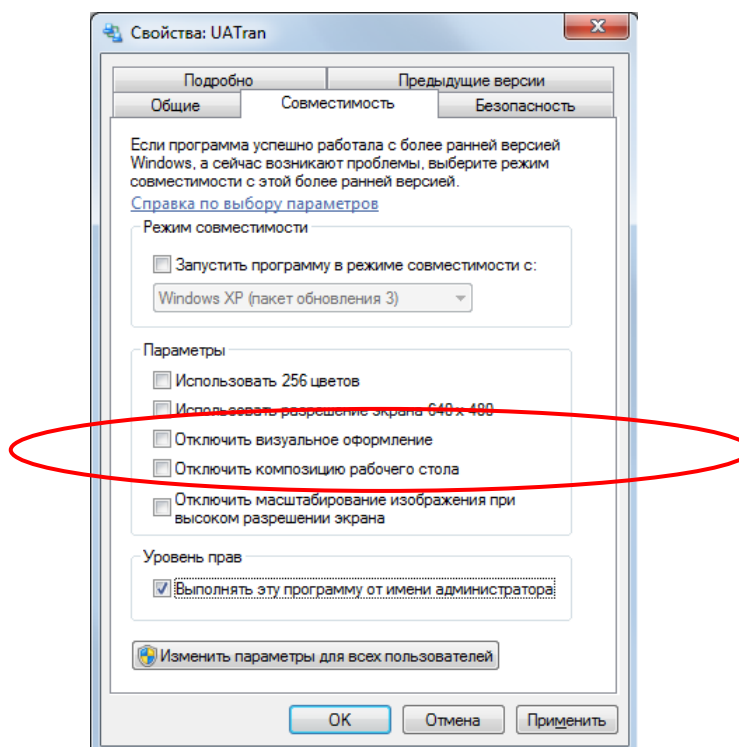 Свойства: UATran
Подробно
Предыдущие версии
Общие
Совместимость
Безопасность
Если программа успешно работала с более ранней версией
Windows, а сейчас возникают проблемы, выберите режим
совместимости с этой более ранней версией.
Справка по выбору параметров
Режим совместимости
Запустить программу в режиме совместимости с:
Windows XP (пакет обновления 3)
Параметры
Использовать 256 цветов
Использовать разрешение экрана 640 x 480
Отключить визуальное оформление
Отключить композицию рабочего стола
Отключить масштабирование изображения при
высоком разрешении экрана
Уровень прав
Выполнять эту программу от имени администратора
Изменить параметры для всех пользователей
OK
Отмена
Применить